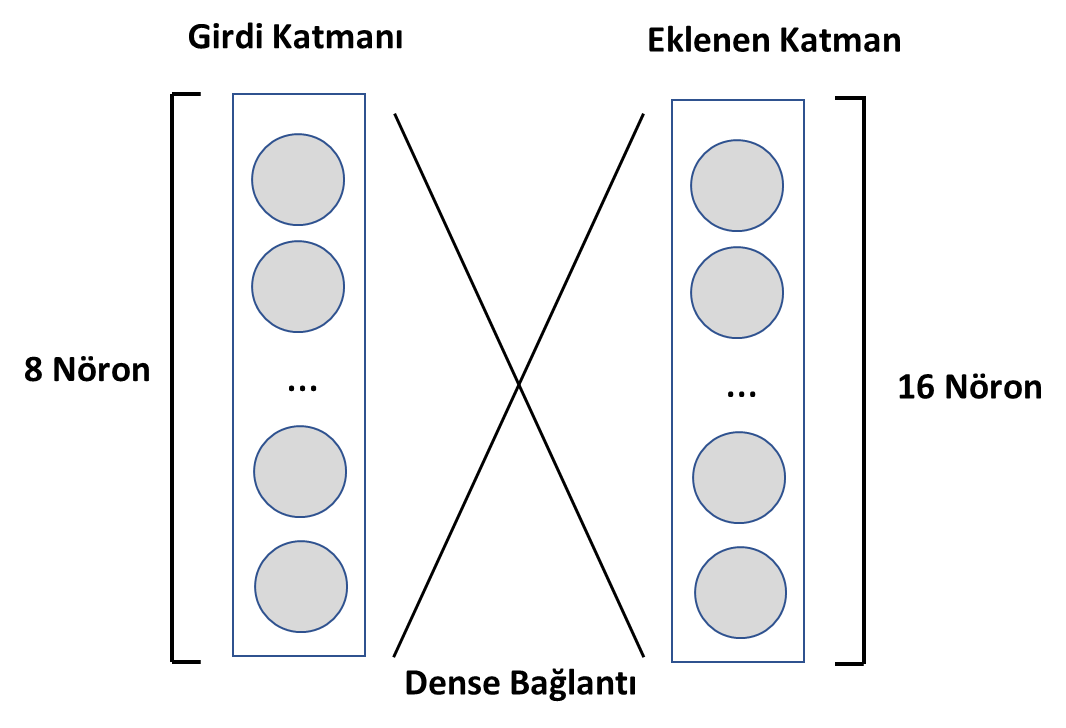 Girdi Katmanı
Eklenen Katman
8 Nöron
...
...
16 Nöron
Dense Bağlantı